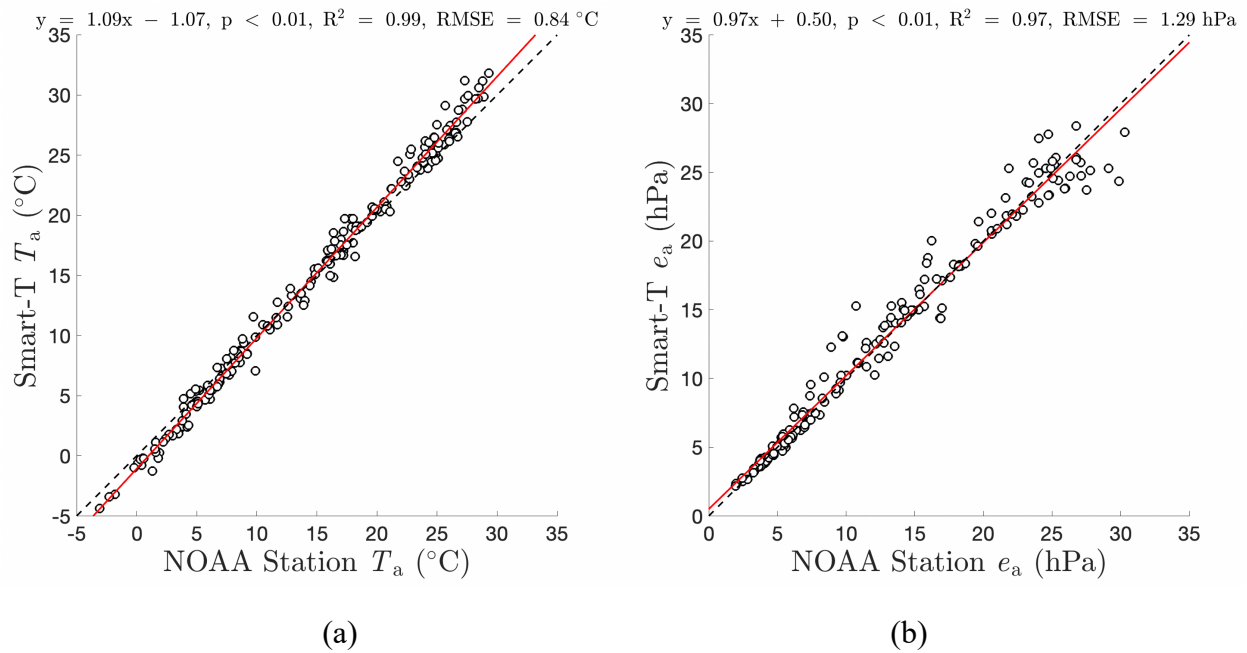 y = 1.09x − 1.07, p < 0.01, R² = 0.99, RMSE = 0.84 °C
35
30
25
20
15
10
5
0
-5
Smart-T Tₐ (°C)
-5 0 5 10 15 20 25 30 35
NOAA Station Tₐ (°C)
(a)
y = 0.97x + 0.50, p < 0.01, R² = 0.97, RMSE = 1.29 hPa
35
30
25
20
15
10
5
0
Smart-T eₐ (hPa)
0 5 10 15 20 25 30 35
NOAA Station eₐ (hPa)
(b)